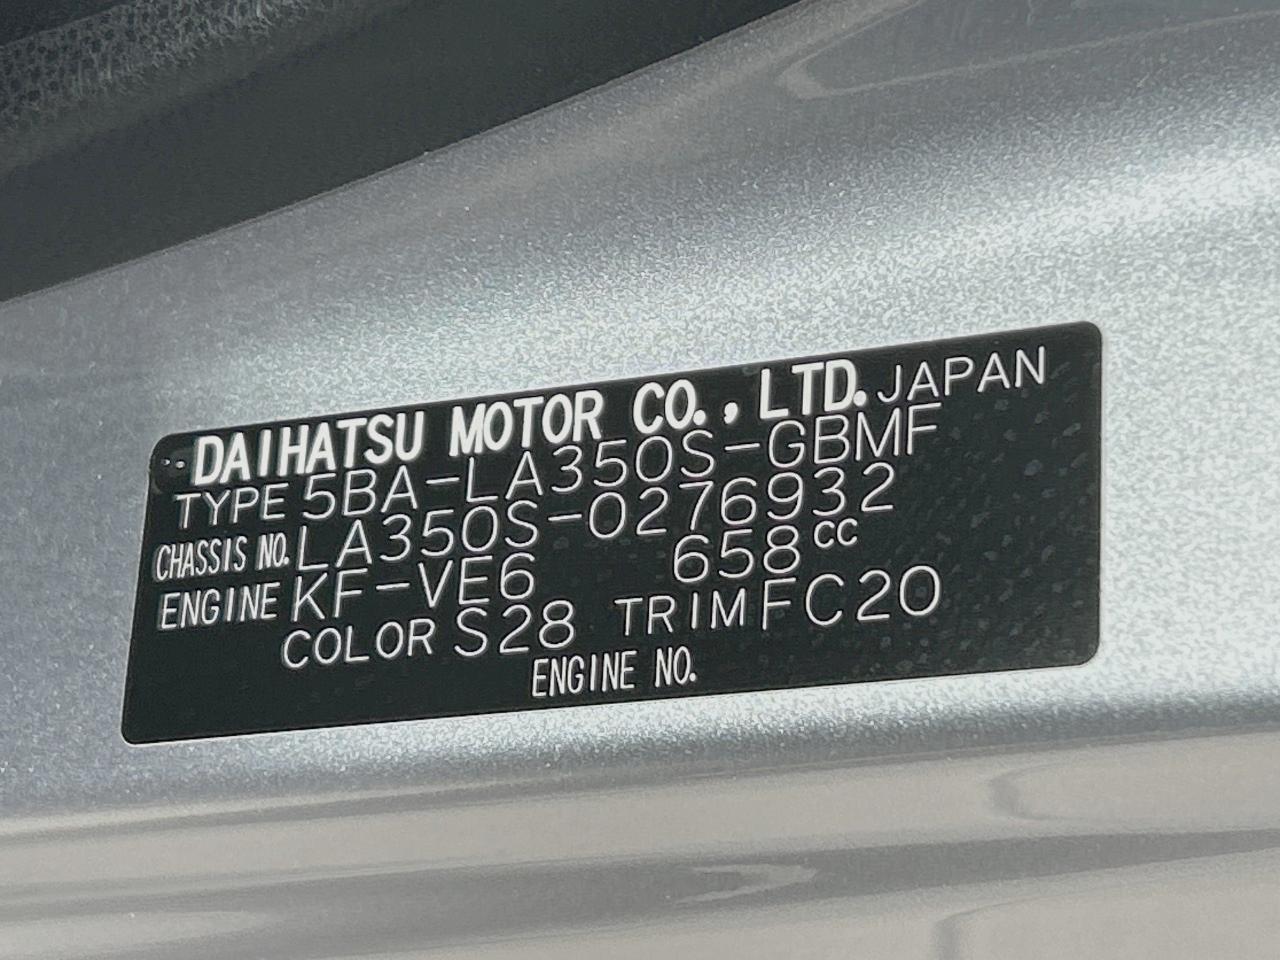 DAIHATSU MOTOR CO., LTD. JAPAN
TYPE 5BA-LA350S-GBMF
CHASSIS NO. LA350S-0276932
ENGINE KF-VE6 658cc
COLOR S28 TRIM FC20
ENGINE NO.